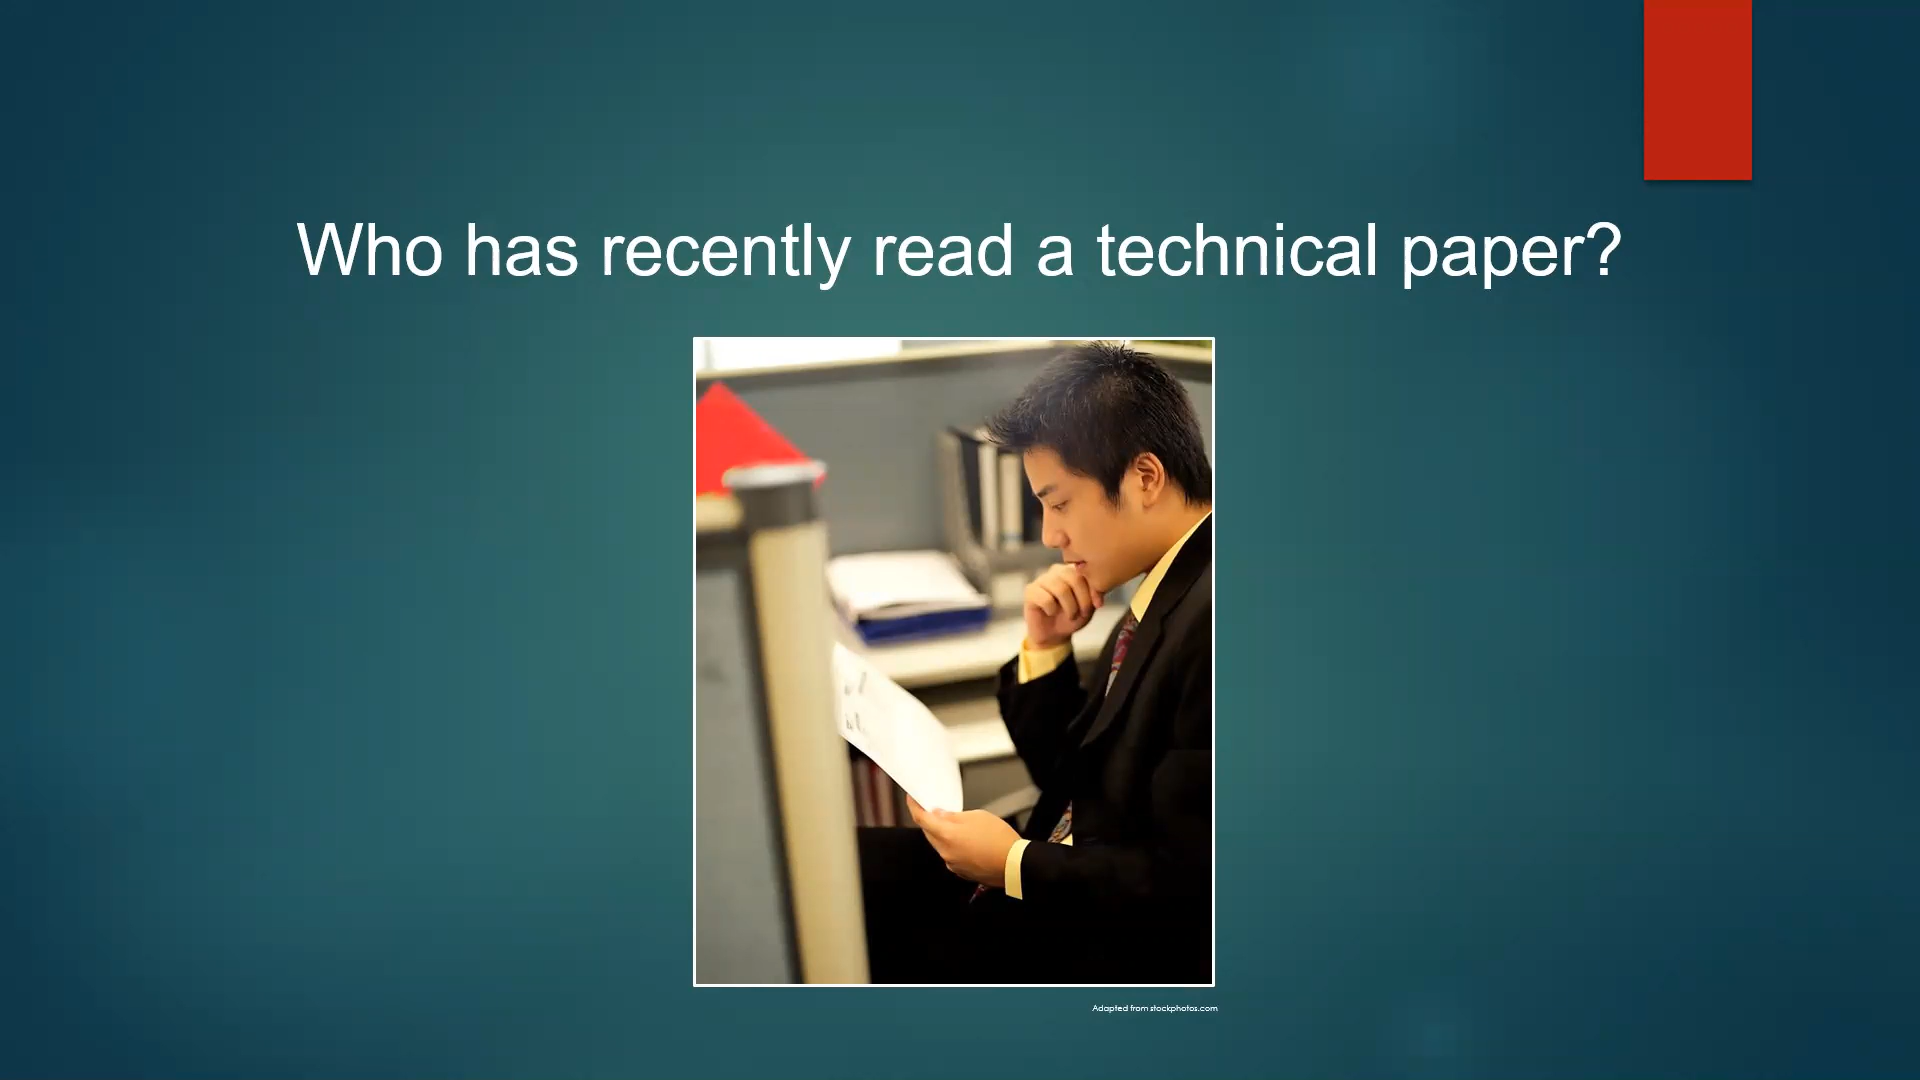 Who has recently read a technical paper?
Adapted from stockphotos.com